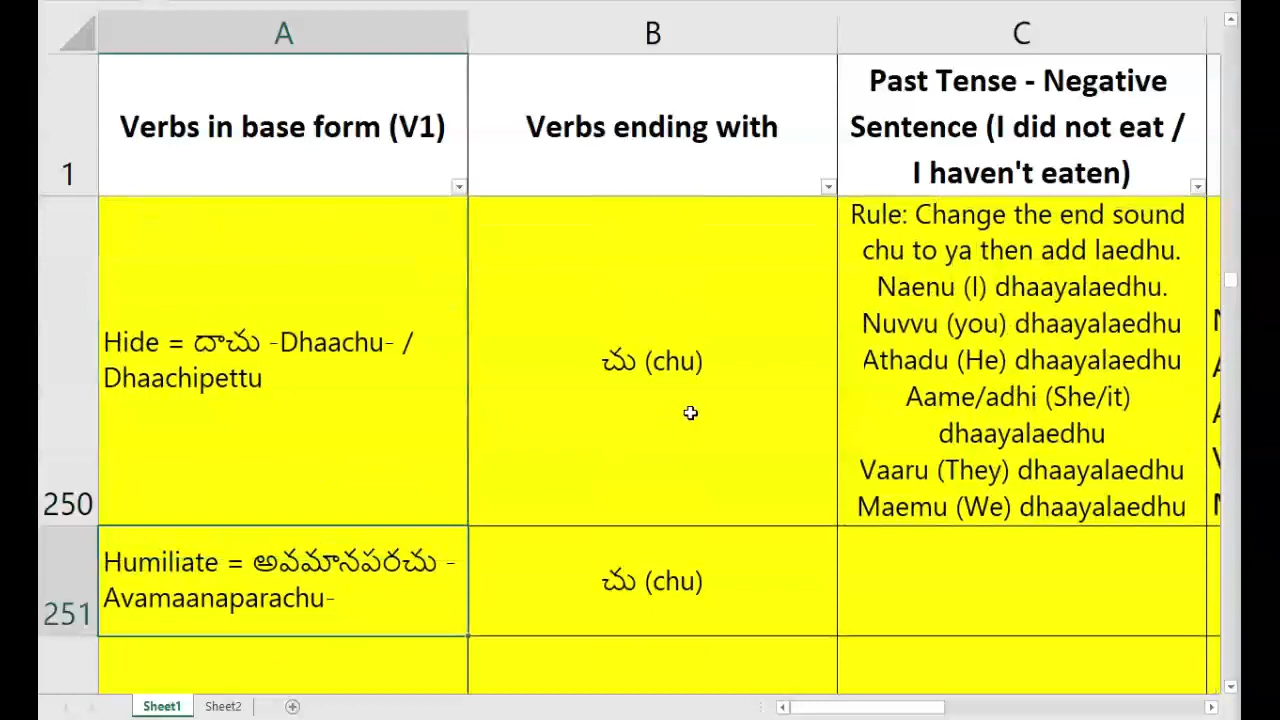 A B C
1
Verbs in base form (V1)
Verbs ending with
Past Tense - Negative
Sentence (I did not eat /
I haven't eaten)
250
Hide = దాచు -Dhaachu- /
Dhaachipettu
చు (chu)
Rule: Change the end sound
chu to ya then add laedhu.
Naenu (I) dhaayalaedhu.
Nuvvu (you) dhaayalaedhu
Athadu (He) dhaayalaedhu
Aame/adhi (She/it)
dhaayalaedhu
Vaaru (They) dhaayalaedhu
Maemu (We) dhaayalaedhu
251
Humiliate = అవమానపరచు -
Avamaanaparachu-
చు (chu)
Sheet1 Sheet2